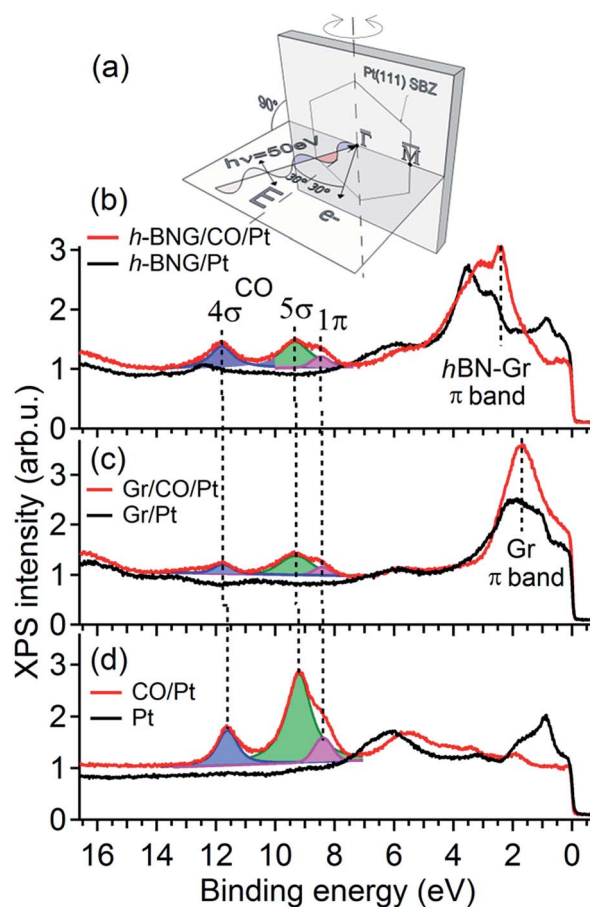 (a)
Pt(111) SBZ
90°
Γ
M
hν=50eV
30° 30°
E
e-
(b)
h-BNG/CO/Pt
h-BNG/Pt
CO
4σ
5σ
1π
hBN-Gr
π band
3
2
1
0
(c)
Gr/CO/Pt
Gr/Pt
Gr
π band
3
2
1
0
(d)
CO/Pt
Pt
3
2
1
0
XPS intensity (arb.u.)
16 14 12 10 8 6 4 2 0
Binding energy (eV)